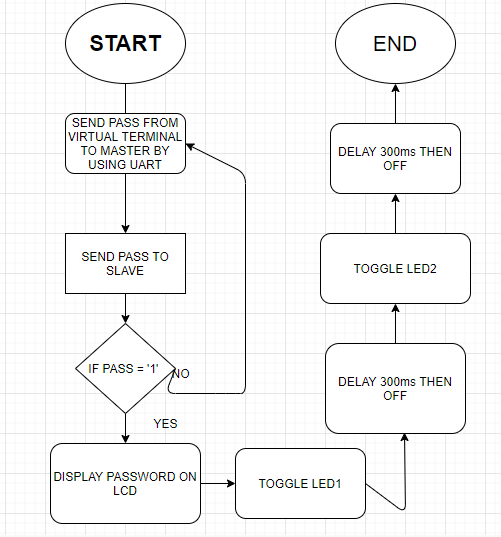 START
SEND PASS FROM
VIRTUAL TERMINAL
TO MASTER BY
USING UART
SEND PASS TO
SLAVE
IF PASS = '1'
NO
YES
DISPLAY PASSWORD ON
LCD
TOGGLE LED1
DELAY 300ms THEN
OFF
TOGGLE LED2
DELAY 300ms THEN
OFF
END